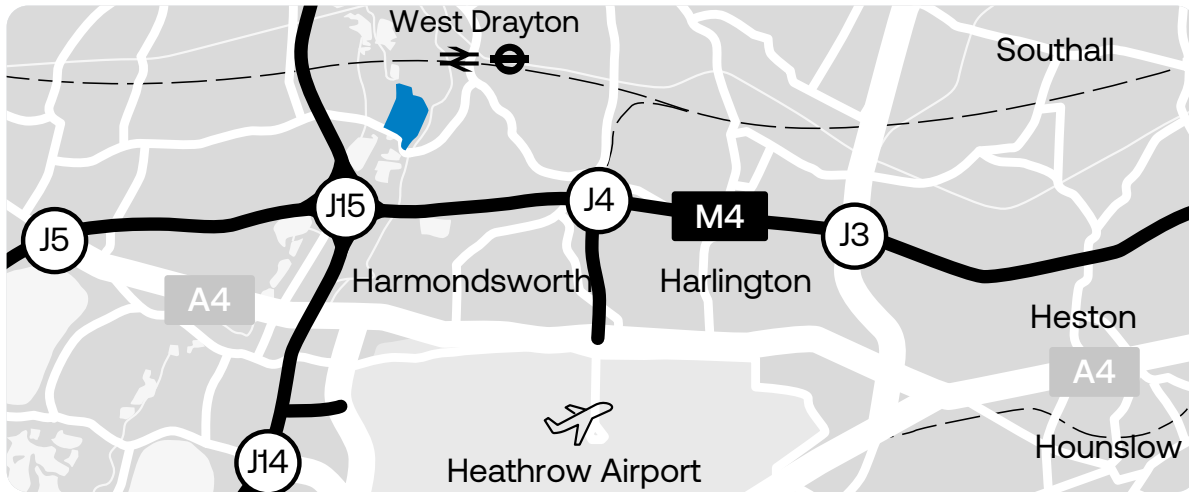 West Drayton
Southall
J15
J4
M4
J3
J5
Harmondsworth
Harlington
A4
Heston
A4
Hounslow
J14
Heathrow Airport